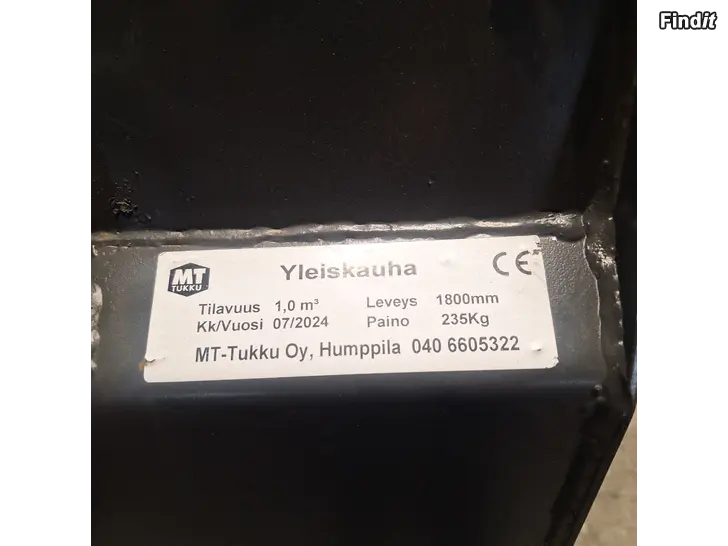 Findit
MT
TUKKU
Yleiskauha
CE
Tilavuus 1,0 m³ Leveys 1800mm
Kk/Vuosi 07/2024 Paino 235Kg
MT-Tukku Oy, Humppila 040 6605322